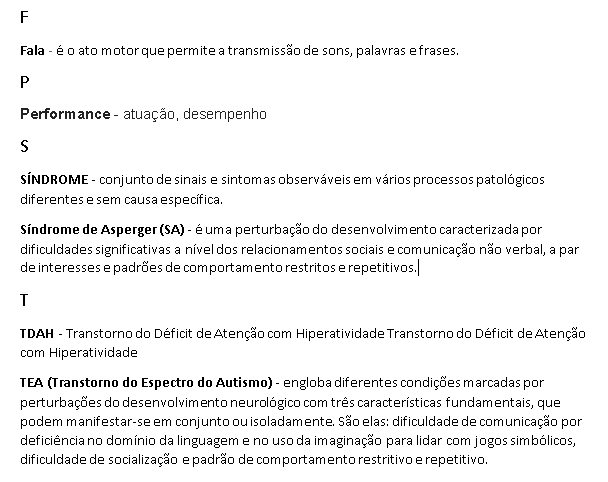 F
Fala - é o ato motor que permite a transmissão de sons, palavras e frases.
P
Performance - atuação, desempenho
S
SÍNDROME - conjunto de sinais e sintomas observáveis em vários processos patológicos
diferentes e sem causa específica.
Síndrome de Asperger (SA) - é uma perturbação do desenvolvimento caracterizada por
dificuldades significativas a nível dos relacionamentos sociais e comunicação não verbal, a par
de interesses e padrões de comportamento restritos e repetitivos.
T
TDAH - Transtorno do Déficit de Atenção com Hiperatividade Transtorno do Déficit de Atenção
com Hiperatividade
TEA (Transtorno do Espectro do Autismo) - engloba diferentes condições marcadas por
perturbações do desenvolvimento neurológico com três características fundamentais, que
podem manifestar-se em conjunto ou isoladamente. São elas: dificuldade de comunicação por
deficiência no domínio da linguagem e no uso da imaginação para lidar com jogos simbólicos,
dificuldade de socialização e padrão de comportamento restritivo e repetitivo.